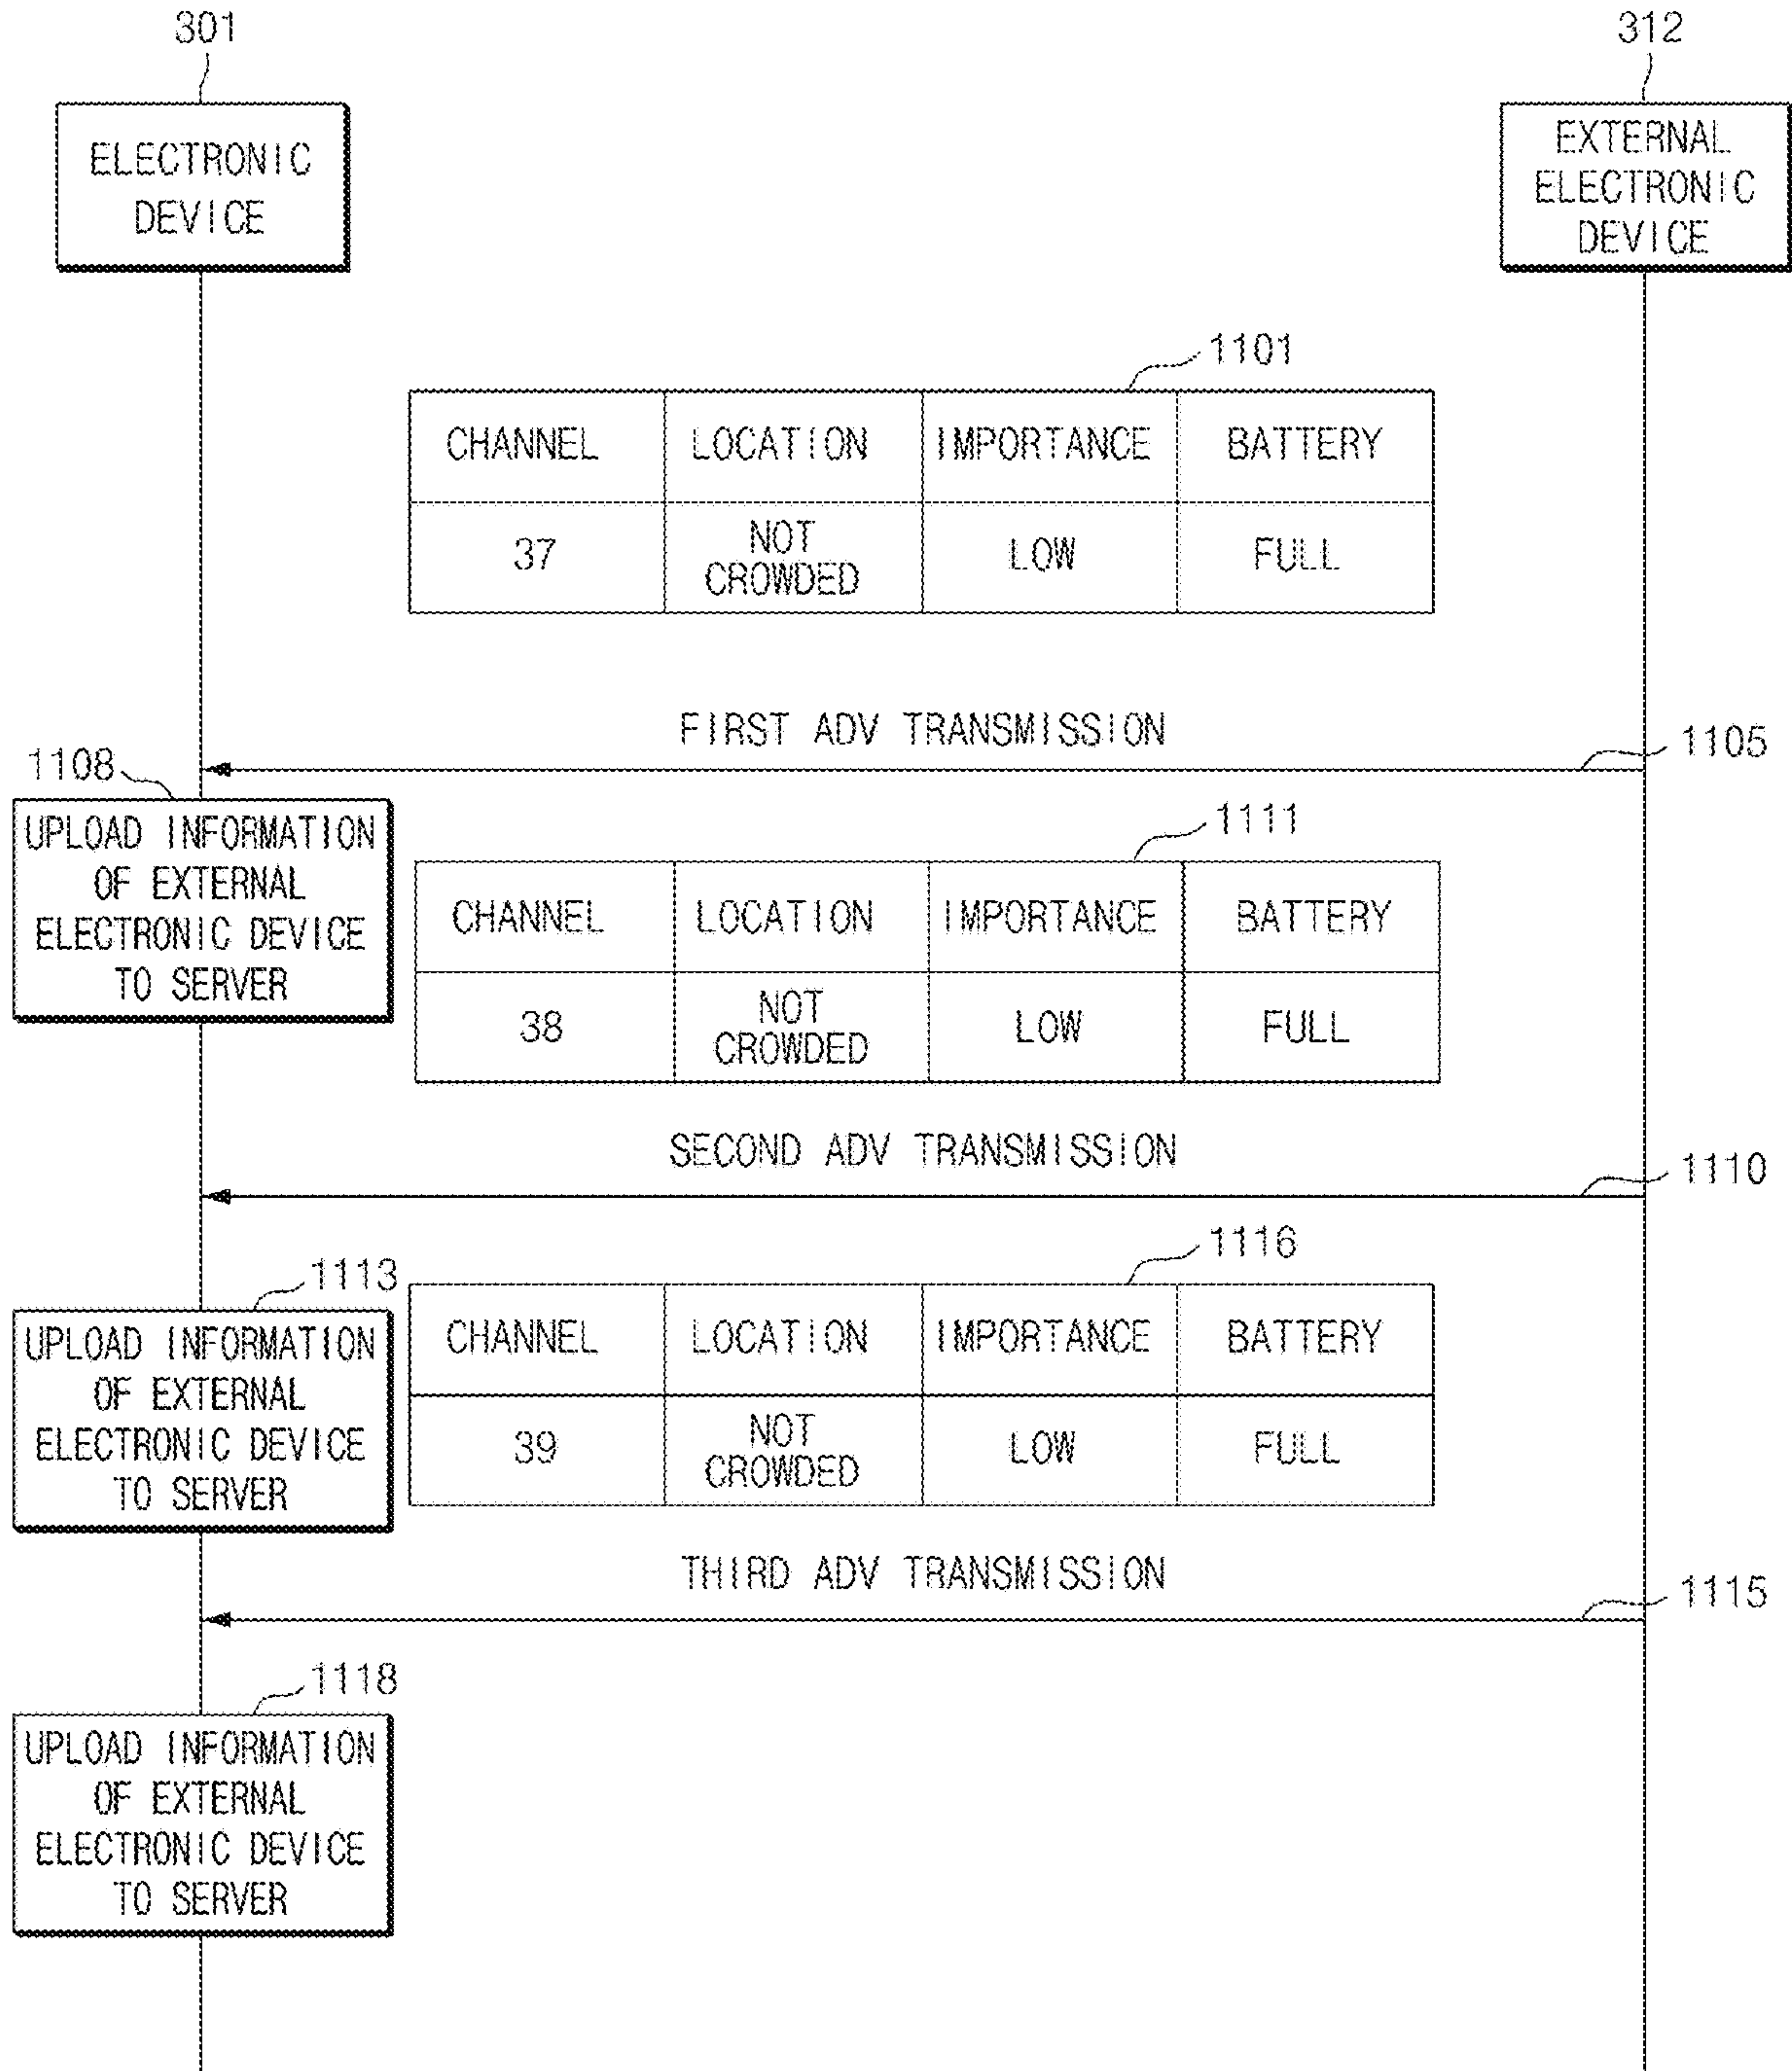 301
312
ELECTRONIC
DEVICE
EXTERNAL
ELECTRONIC
DEVICE
1101
CHANNEL LOCATION IMPORTANCE BATTERY
37 NOT CROWDED LOW FULL
FIRST ADV TRANSMISSION
1105
1108
UPLOAD INFORMATION
OF EXTERNAL
ELECTRONIC DEVICE
TO SERVER
1111
CHANNEL LOCATION IMPORTANCE BATTERY
38 NOT CROWDED LOW FULL
SECOND ADV TRANSMISSION
1110
1113
UPLOAD INFORMATION
OF EXTERNAL
ELECTRONIC DEVICE
TO SERVER
1116
CHANNEL LOCATION IMPORTANCE BATTERY
39 NOT CROWDED LOW FULL
THIRD ADV TRANSMISSION
1115
1118
UPLOAD INFORMATION
OF EXTERNAL
ELECTRONIC DEVICE
TO SERVER